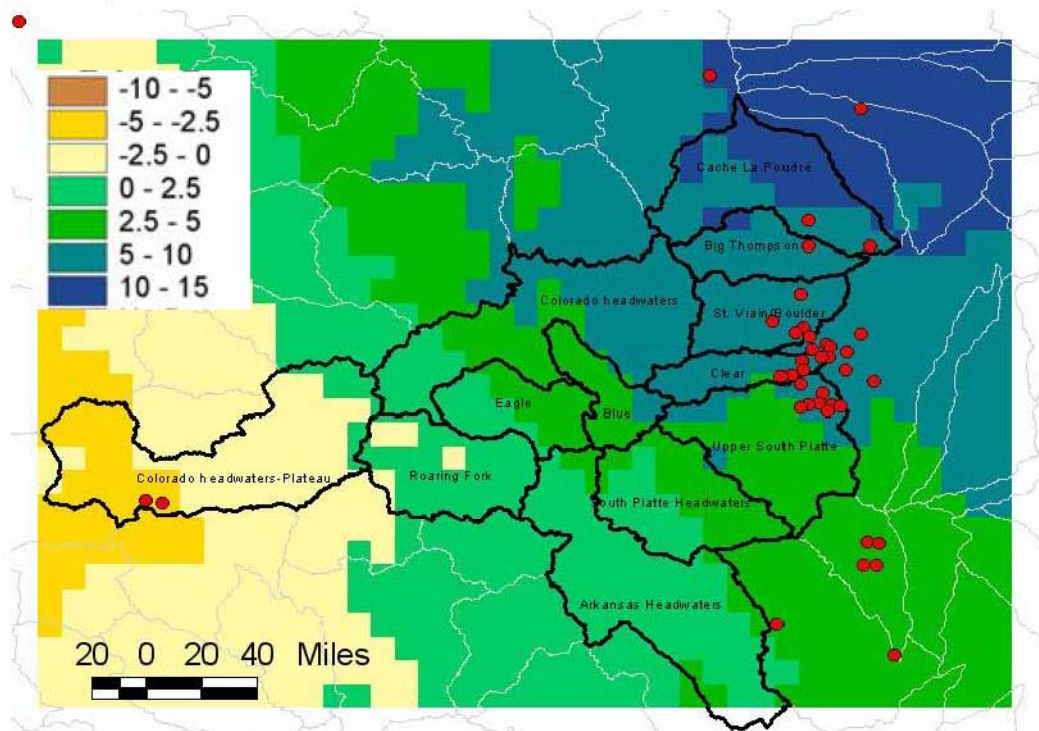 -10 - -5
-5 - -2.5
-2.5 - 0
0 - 2.5
2.5 - 5
5 - 10
10 - 15
Cache La Poudre
Big Thompson
Colorado headwaters
St. Vrain/Boulder
Clear
Eagle
Blue
Upper South Platte
Colorado headwaters-Plateau
Roaring Fork
South Platte Headwaters
Arkansas Headwaters
20 0 20 40 Miles